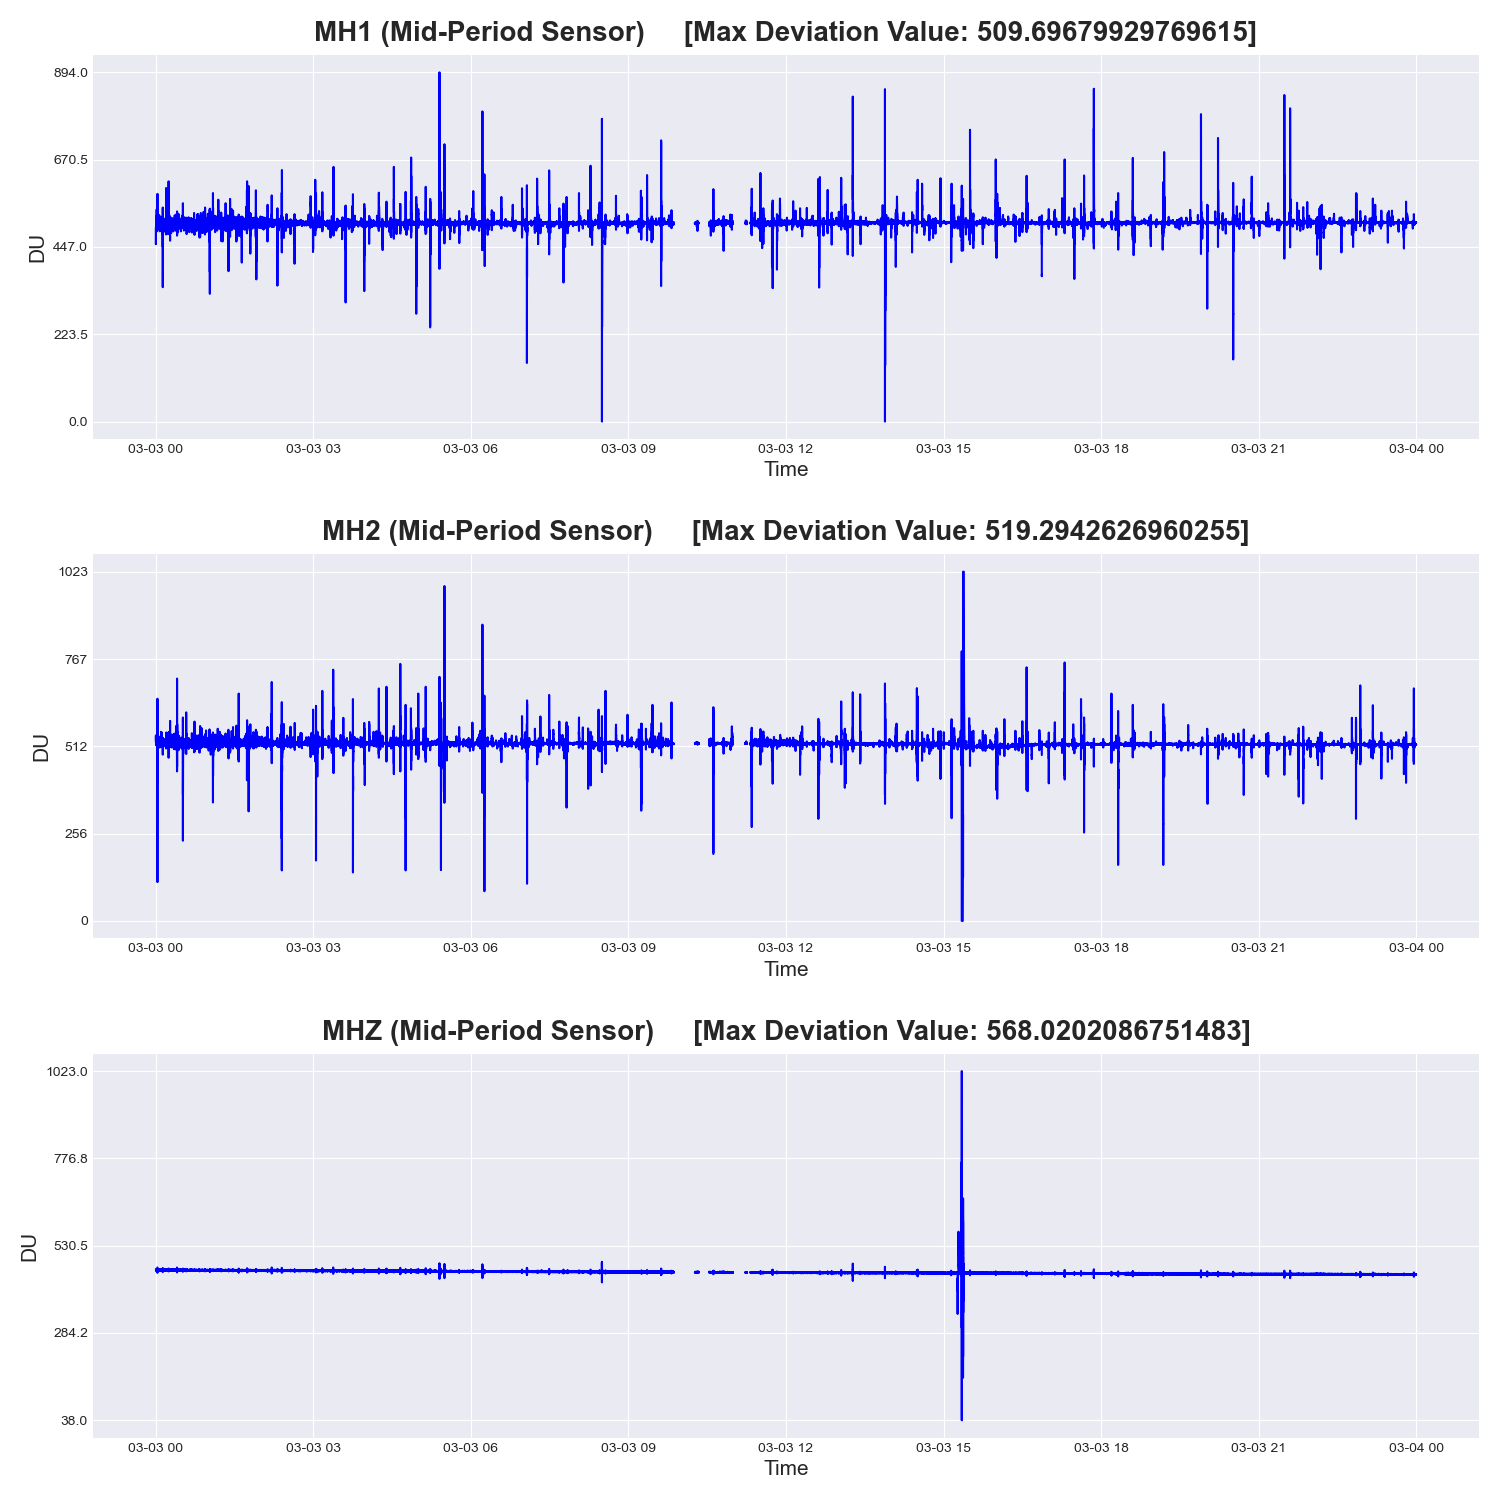 MH1 (Mid-Period Sensor) [Max Deviation Value: 509.69679929769615]
894.0
670.5
447.0
223.5
0.0
DU
03-03 00 03-03 03 03-03 06 03-03 09 03-03 12 03-03 15 03-03 18 03-03 21 03-04 00
Time
MH2 (Mid-Period Sensor) [Max Deviation Value: 519.2942626960255]
1023
767
512
256
0
DU
03-03 00 03-03 03 03-03 06 03-03 09 03-03 12 03-03 15 03-03 18 03-03 21 03-04 00
Time
MHZ (Mid-Period Sensor) [Max Deviation Value: 568.0202086751483]
1023.0
776.8
530.5
284.2
38.0
DU
03-03 00 03-03 03 03-03 06 03-03 09 03-03 12 03-03 15 03-03 18 03-03 21 03-04 00
Time